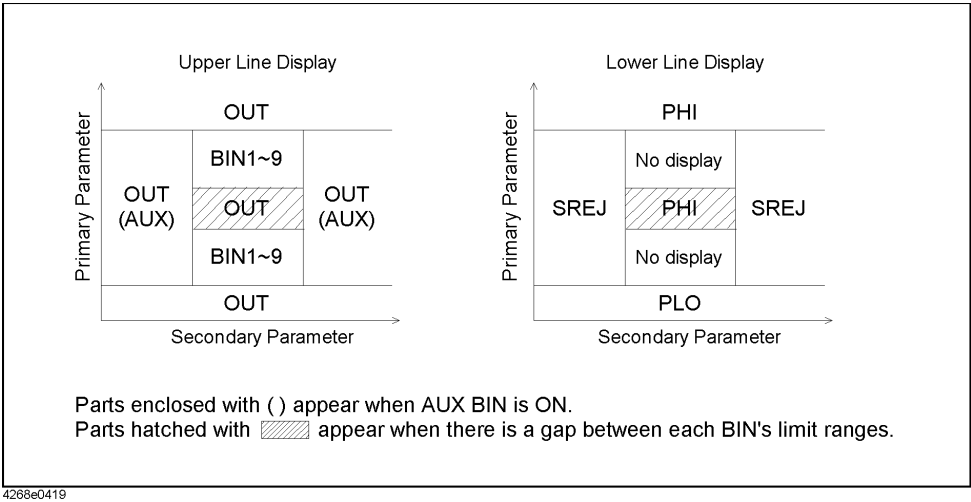 Upper Line Display
Primary Parameter
OUT
BIN1~9
OUT
(AUX)
OUT
OUT
(AUX)
BIN1~9
OUT
Secondary Parameter
Lower Line Display
Primary Parameter
PHI
No display
SREJ
PHI
SREJ
No display
PLO
Secondary Parameter
Parts enclosed with ( ) appear when AUX BIN is ON.
Parts hatched with appear when there is a gap between each BIN's limit ranges.
4268e0419